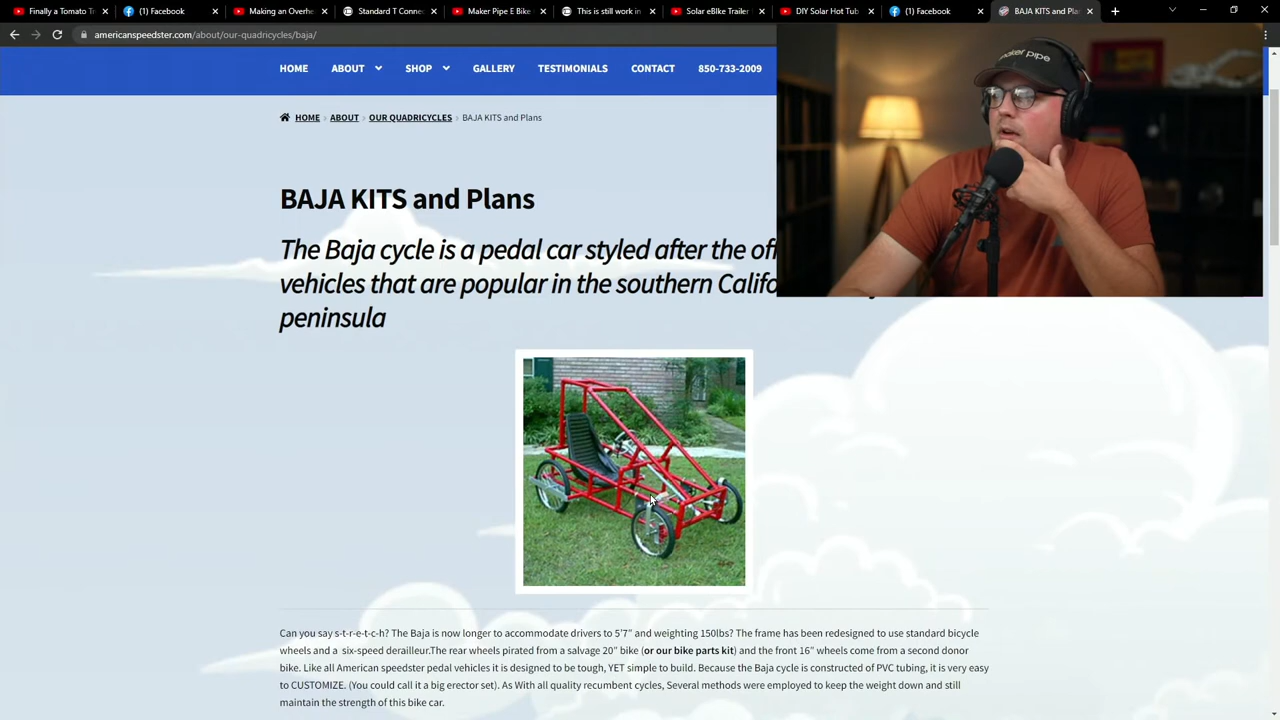 Finally a Tomato Tr
(1) Facebook
Making an Overhe
Standard T Connec
Maker Pipe E Bike
This is still work in
Solar eBIke Trailer
DIY Solar Hot Tub
(1) Facebook
BAJA KITS and Pla
americanspeedster.com/about/our-quadricycles/baja/
HOME ABOUT SHOP GALLERY TESTIMONIALS CONTACT 850-733-2009
HOME › ABOUT › OUR QUADRICYCLES › BAJA KITS and Plans
BAJA KITS and Plans
The Baja cycle is a pedal car styled after the off
vehicles that are popular in the southern Califo
peninsula
Can you say s-t-r-e-t-c-h? The Baja is now longer to accommodate drivers to 5'7" and weighting 150lbs? The frame has been redesigned to use standard bicycle
wheels and a six-speed derailleur.The rear wheels pirated from a salvage 20" bike (or our bike parts kit) and the front 16" wheels come from a second donor
bike. Like all American speedster pedal vehicles it is designed to be tough, YET simple to build. Because the Baja cycle is constructed of PVC tubing, it is very easy
to CUSTOMIZE. (You could call it a big erector set). As With all quality recumbent cycles, Several methods were employed to keep the weight down and still
maintain the strength of this bike car.
maker pipe